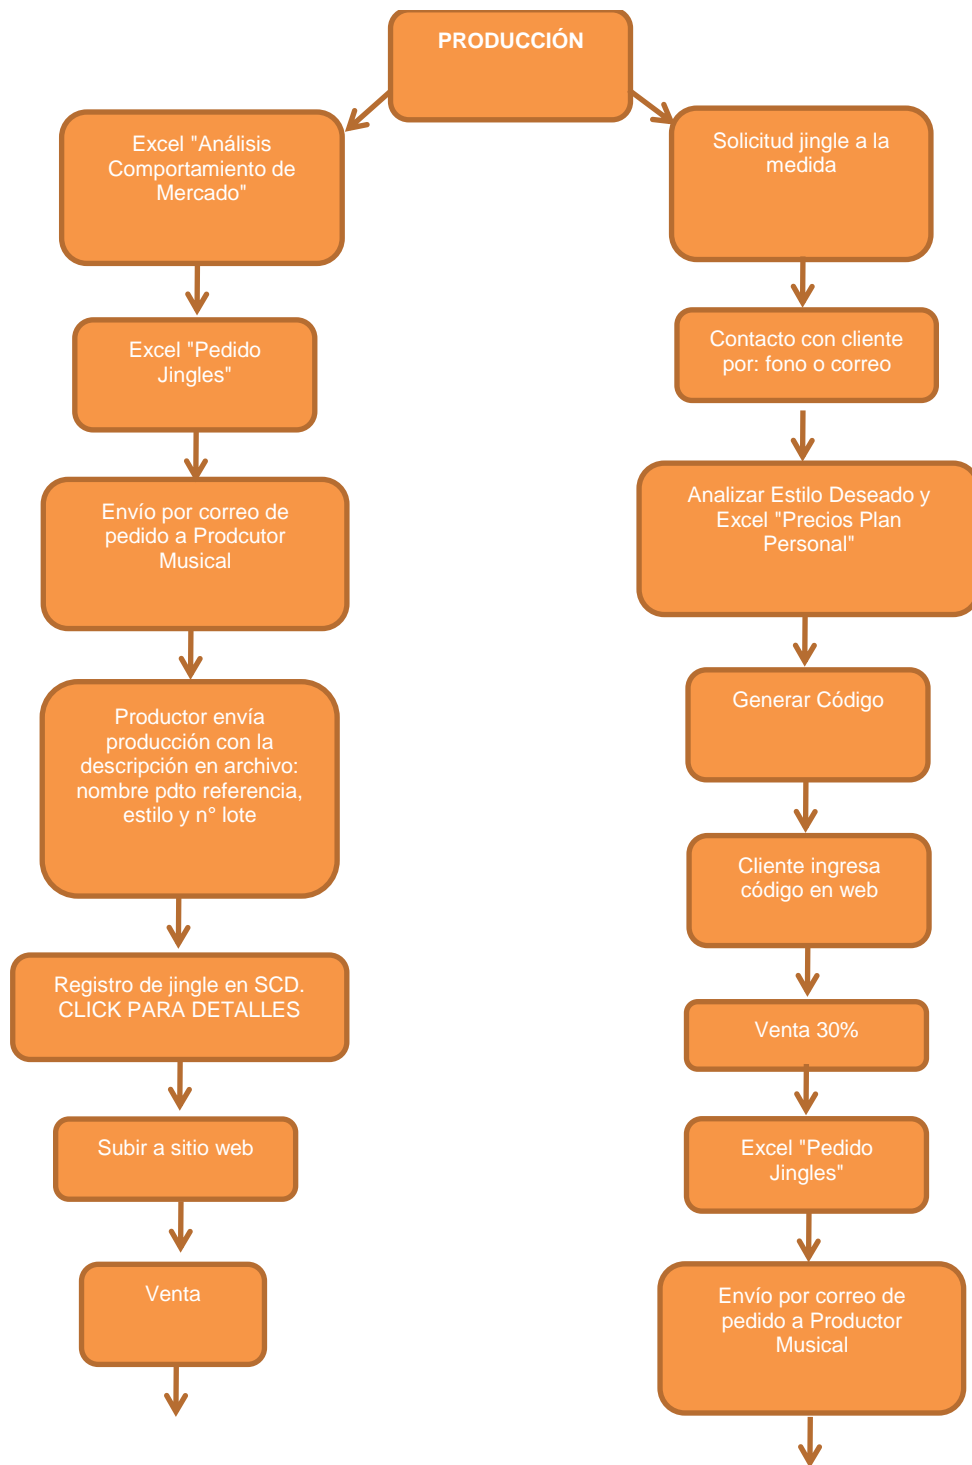 PRODUCCIÓN
Excel "Análisis
Comportamiento de
Mercado"
Excel "Pedido
Jingles"
Envío por correo de
pedido a Prodcutor
Musical
Productor envía
producción con la
descripción en archivo:
nombre pdto referencia,
estilo y n° lote
Registro de jingle en SCD.
CLICK PARA DETALLES
Subir a sitio web
Venta
Solicitud jingle a la
medida
Contacto con cliente
por: fono o correo
Analizar Estilo Deseado y
Excel "Precios Plan
Personal"
Generar Código
Cliente ingresa
código en web
Venta 30%
Excel "Pedido
Jingles"
Envío por correo de
pedido a Productor
Musical